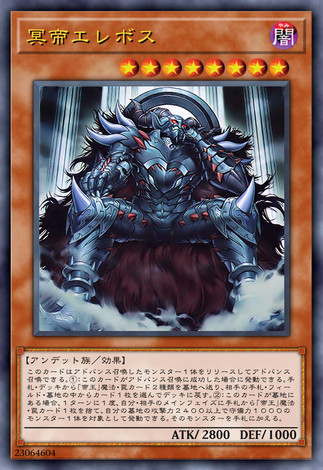 冥帝エレボス
やみ
闇
【アンデット族／効果】
このカードはアドバンス召喚したモンスター１体をリリースしてアドバンス
召喚できる。①：このカードがアドバンス召喚に成功した場合に発動できる。手
札・デッキから「帝王」魔法・罠カード２種類を墓地へ送り、相手の手札・フィー
ルド・墓地の中からカード１枚を選んでデッキに戻す。②：このカードが墓地に
ある場合、１ターンに１度、自分・相手のメインフェイズに手札から「帝王」魔法
・罠カード１枚を捨て、自分の墓地の攻撃力２４００以上で守備力１０００の
モンスター１体を対象として発動できる。そのモンスターを手札に加える。
ATK/ 2800 DEF/1000
23064604